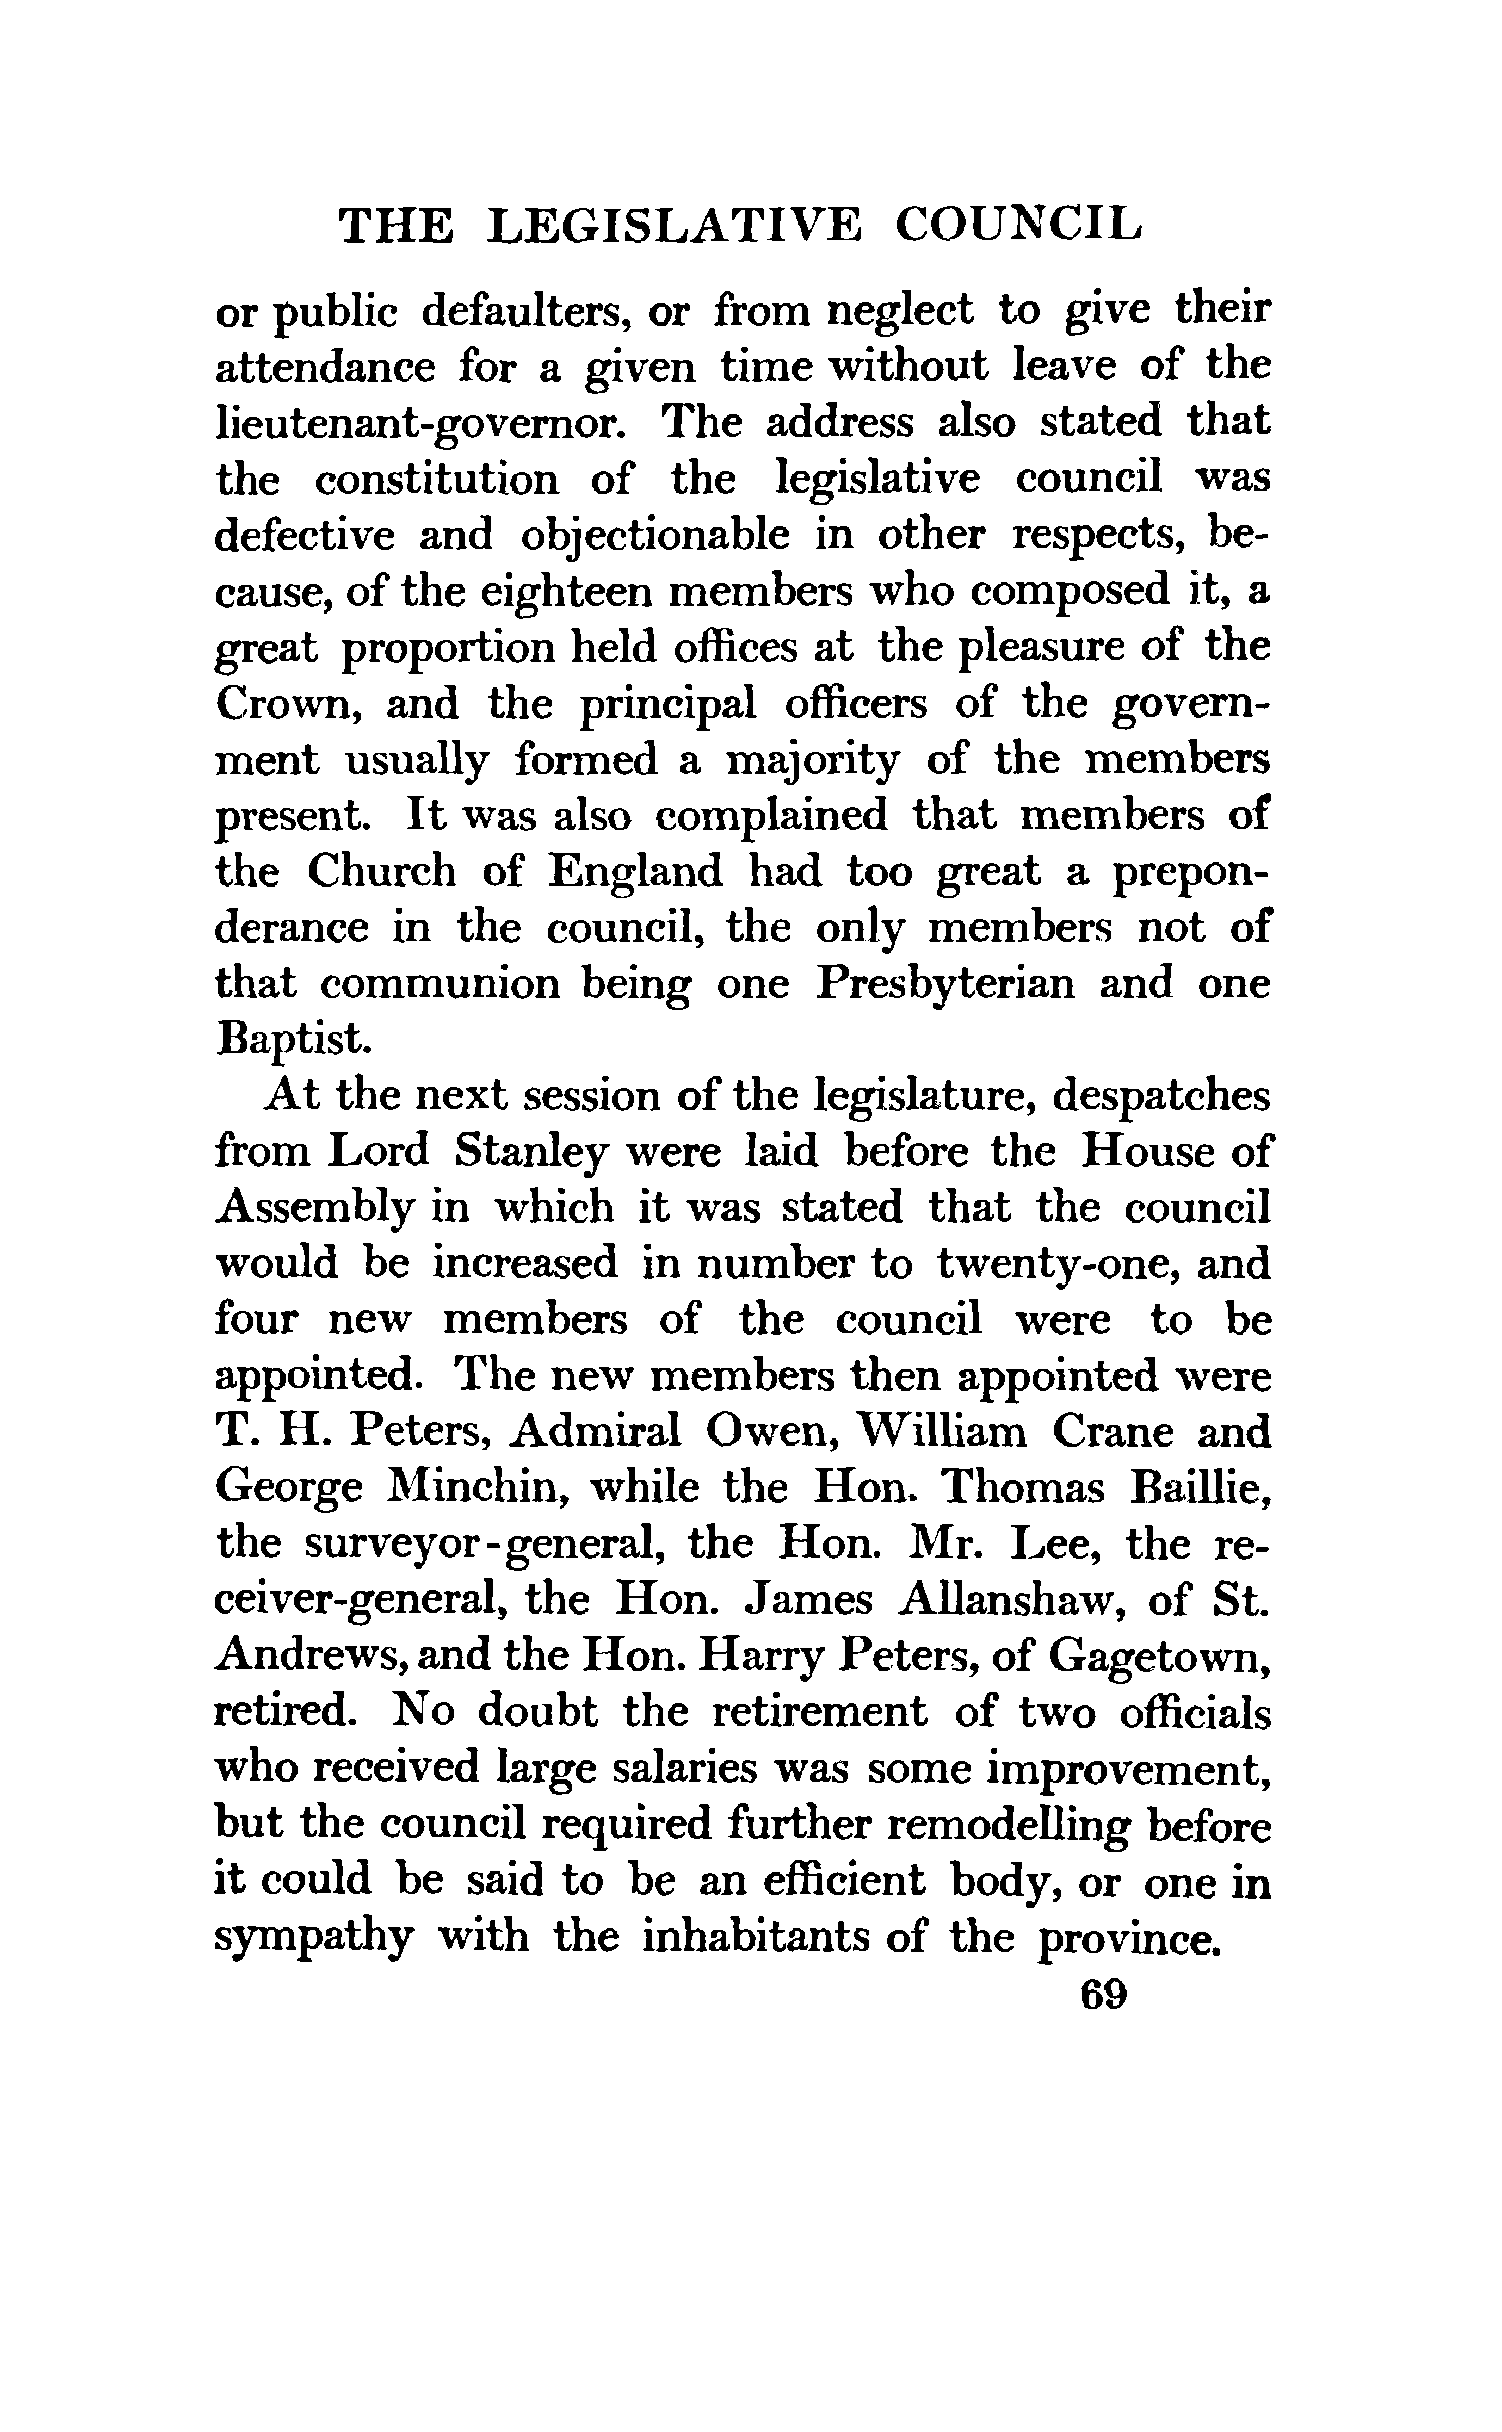 THE LEGISLATIVE COUNCIL
or public defaulters, or from neglect to give their
attendance for a given time without leave of the
lieutenant-governor. The address also stated that
the constitution of the legislative council was
defective and objectionable in other respects, be-
cause, of the eighteen members who composed it, a
great proportion held offices at the pleasure of the
Crown, and the principal officers of the govern-
ment usually formed a majority of the members
present. It was also complained that members of
the Church of England had too great a prepon-
derance in the council, the only members not of
that communion being one Presbyterian and one
Baptist.
At the next session of the legislature, despatches
from Lord Stanley were laid before the House of
Assembly in which it was stated that the council
would be increased in number to twenty-one, and
four new members of the council were to be
appointed. The new members then appointed were
T. H. Peters, Admiral Owen, William Crane and
George Minchin, while the Hon. Thomas Baillie,
the surveyor-general, the Hon. Mr. Lee, the re-
ceiver-general, the Hon. James Allanshaw, of St.
Andrews, and the Hon. Harry Peters, of Gagetown,
retired. No doubt the retirement of two officials
who received large salaries was some improvement,
but the council required further remodelling before
it could be said to be an efficient body, or one in
sympathy with the inhabitants of the province.
69